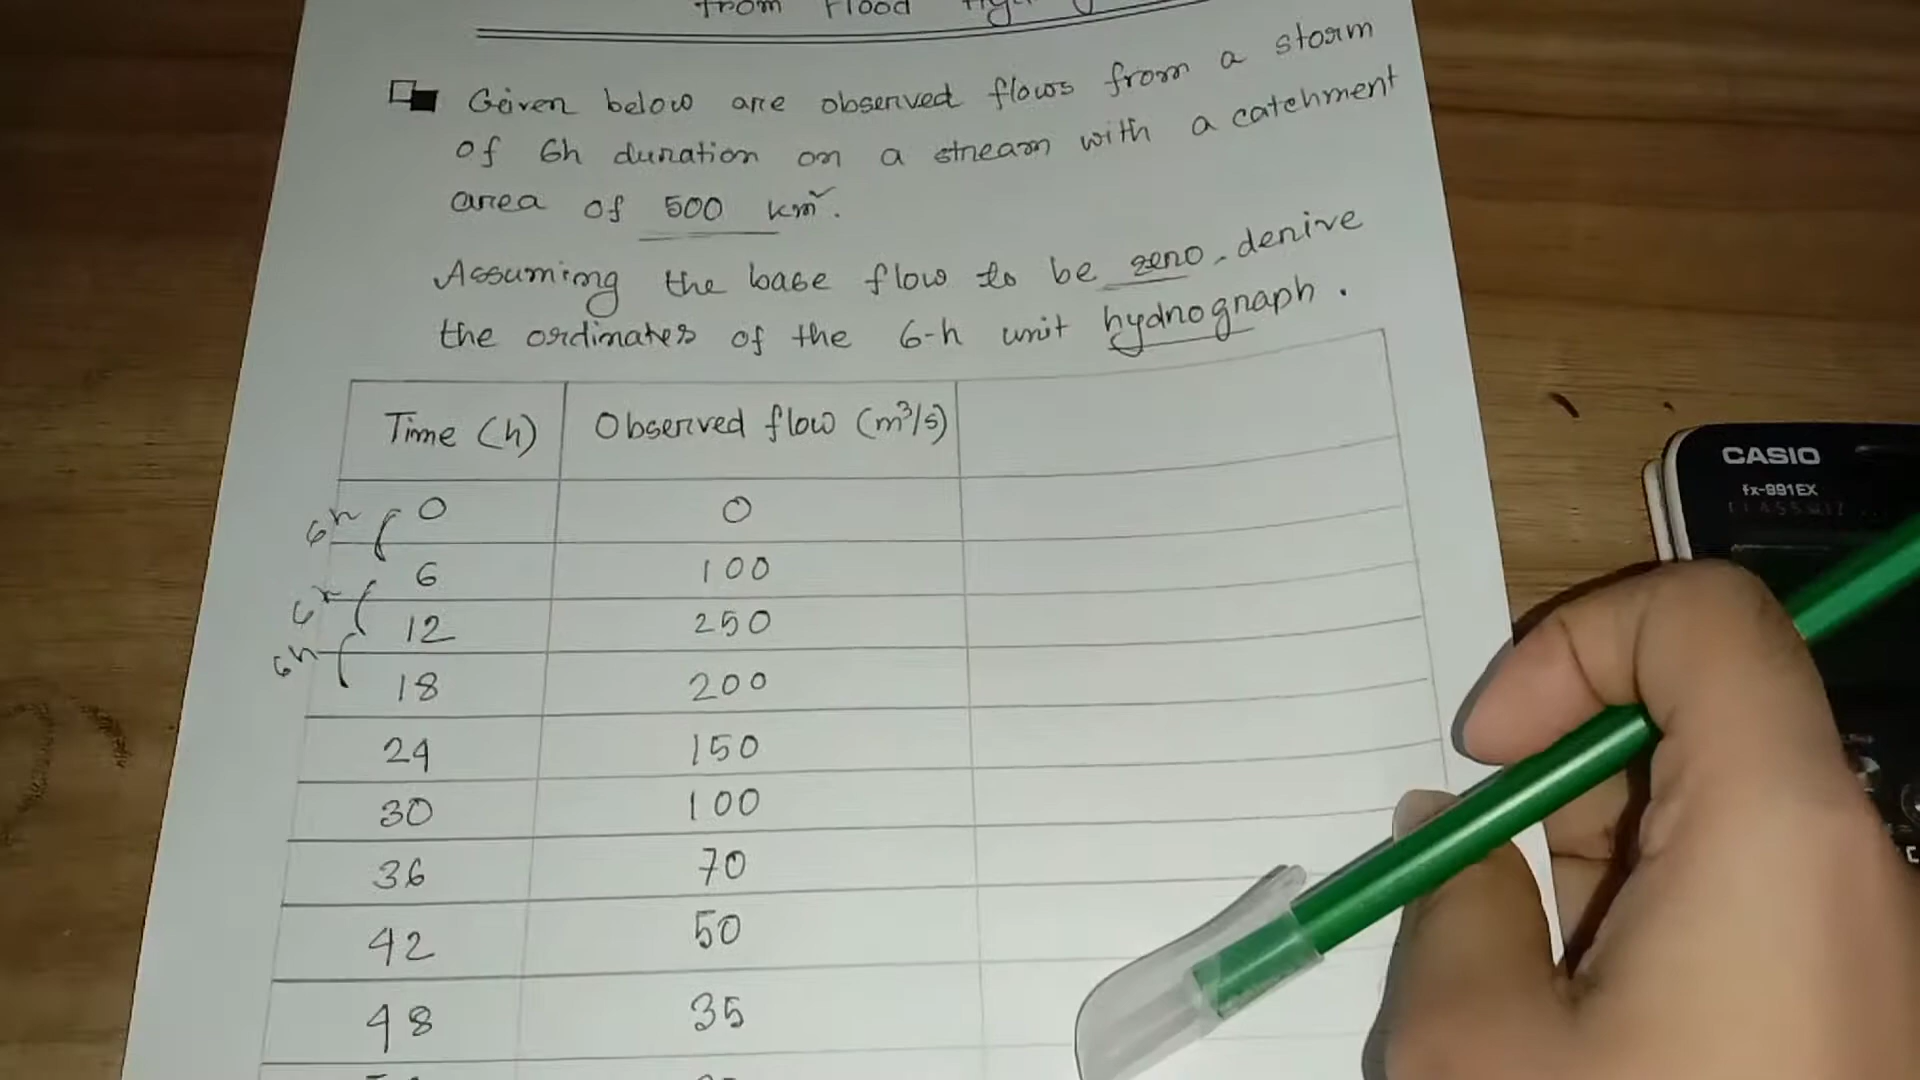 from Flood
Given below are observed flows from a storm
of 6h duration on a stream with a catchment
area of 500 km².
Assuming the base flow to be zero, derive
the ordinates of the 6-h unit hydrograph.
Time (h) Observed flow (m³/s)
0 0
6h
6 100
6h
12 250
6h
18 200
24 150
30 100
36 70
42 50
48 35
CASIO
fx-991EX
CLASSWIZ